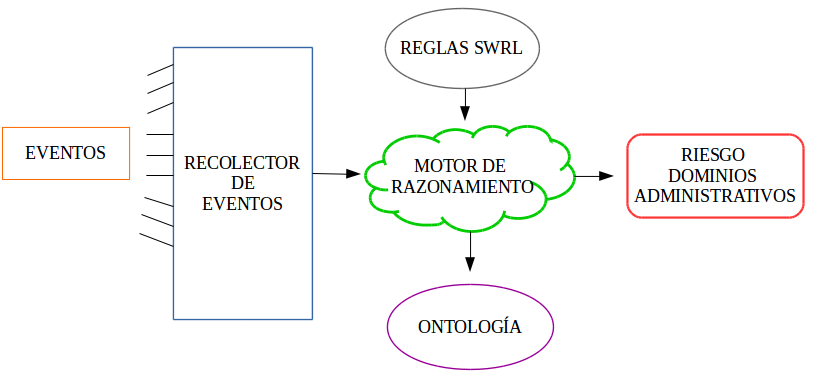 REGLAS SWRL
EVENTOS
RECOLECTOR
DE
EVENTOS
MOTOR DE
RAZONAMIENTO
RIESGO
DOMINIOS
ADMINISTRATIVOS
ONTOLOGÍA